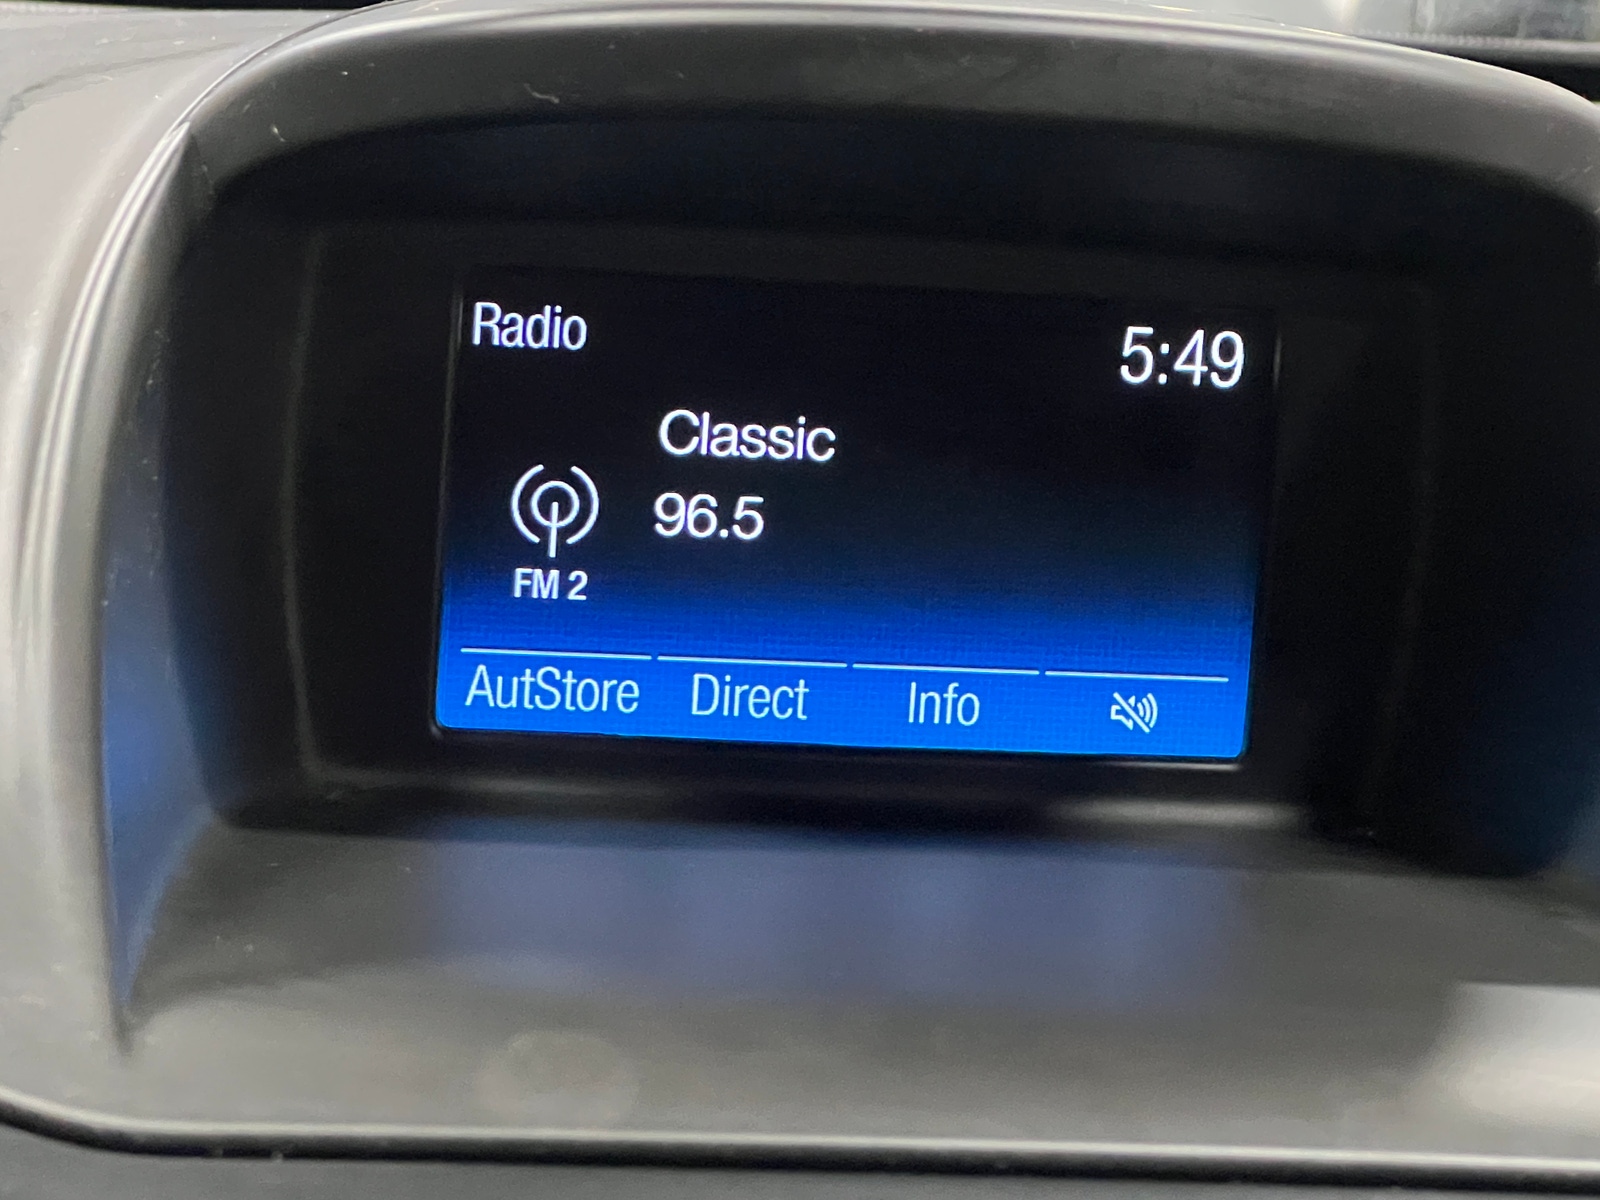 Radio
5:49
Classic
96.5
FM 2
AutStore Direct Info